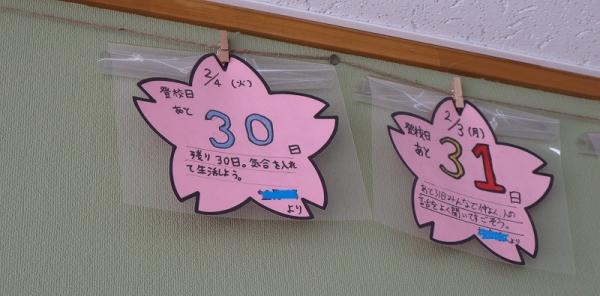 2/4 (火)
登校日
あと
30
日
残り30日。気合を入れ
て生活しよう。
より
2/3 (月)
登校日
あと
31
日
あと31日みんなで仲よく、人の
話をよく聞いてすごそう。
より